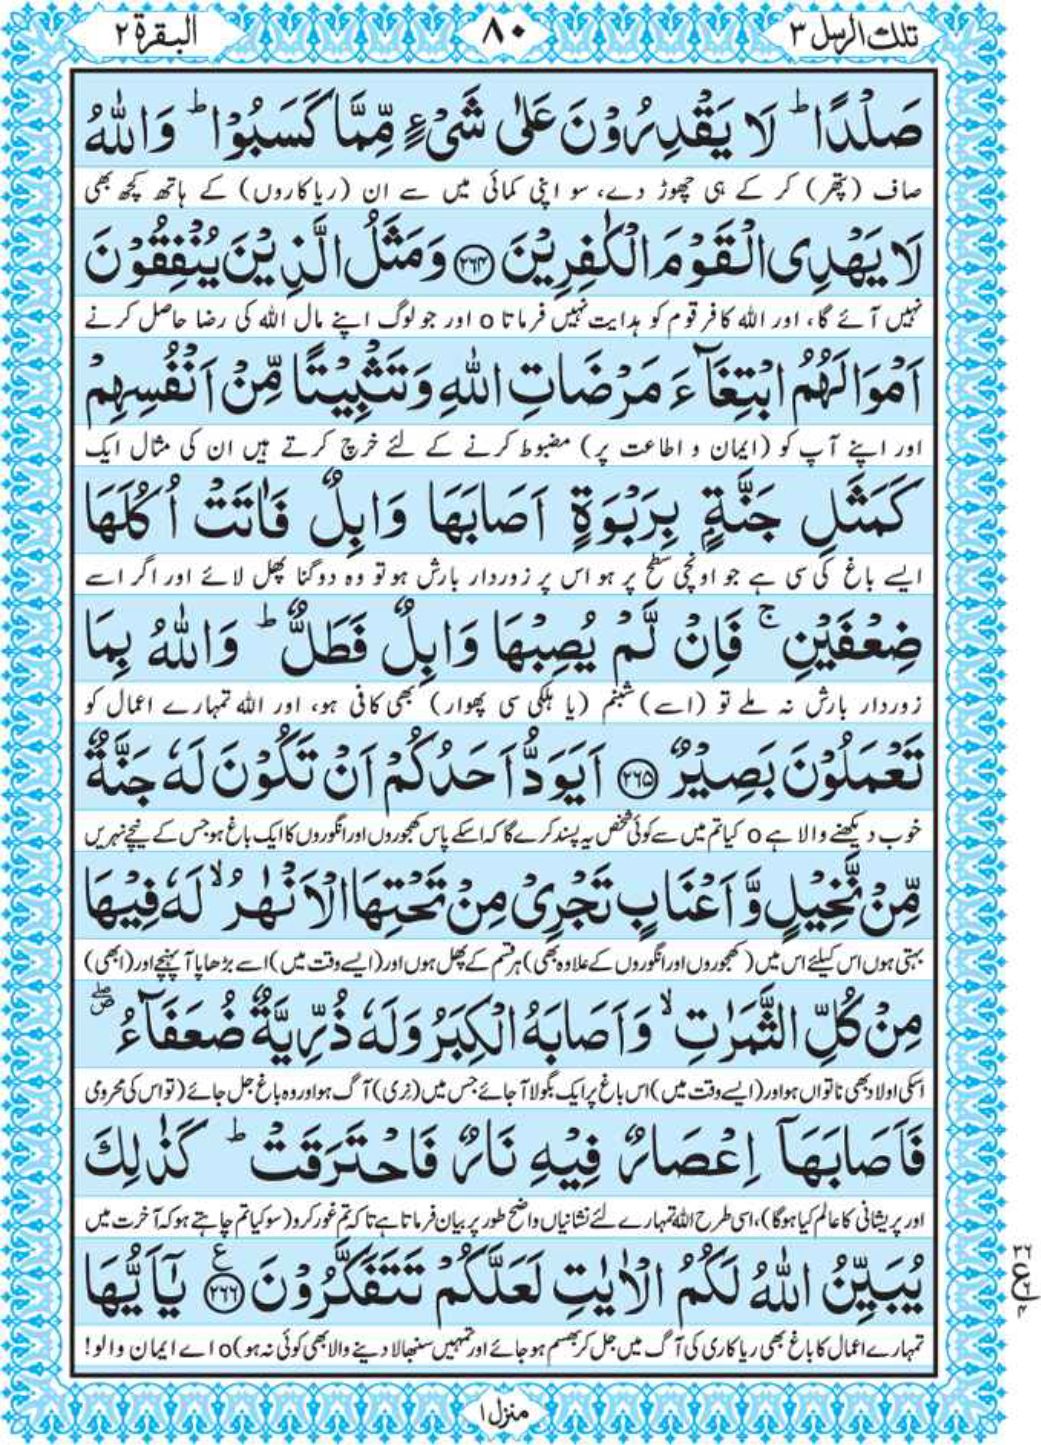 البقرة ٢
٨٠
تلك الرسل ٣
صَلْدًا ؕ لَا یَقْدِرُوْنَ عَلٰی شَیْءٍ مِّمَّا كَسَبُوْا ؕ وَاللّٰهُ
صاف (پتھر) کر کے ہی چھوڑ دے، سو اپنی کمائی میں سے ان (ریاکاروں) کے ہاتھ کچھ بھی
لَا یَهْدِی الْقَوْمَ الْكٰفِرِیْنَ ﴿۲۶۴﴾ وَمَثَلُ الَّذِیْنَ یُنْفِقُوْنَ
نہیں آئے گا، اور اللہ کافر قوم کو ہدایت نہیں فرماتا o اور جو لوگ اپنے مال اللہ کی رضا حاصل کرنے
اَمْوَالَهُمُ ابْتِغَآءَ مَرْضَاتِ اللّٰهِ وَتَثْبِیْتًا مِّنْ اَنْفُسِهِمْ
اور اپنے آپ کو (ایمان و اطاعت پر) مضبوط کرنے کے لئے خرچ کرتے ہیں ان کی مثال ایک
كَمَثَلِ جَنَّةٍۭ بِرَبْوَةٍ اَصَابَهَا وَابِلٌ فَاٰتَتْ اُكُلَهَا
ایسے باغ کی سی ہے جو اونچی سطح پر ہو اس پر زوردار بارش ہو تو وہ دوگنا پھل لائے اور اگر اسے
ضِعْفَیْنِ ۚ فَاِنْ لَّمْ یُصِبْهَا وَابِلٌ فَطَلٌّ ؕ وَاللّٰهُ بِمَا
زوردار بارش نہ ملے تو (اسے) شبنم (یا ہلکی سی پھوار) بھی کافی ہو، اور اللہ تمہارے اعمال کو
تَعْمَلُوْنَ بَصِیْرٌ ﴿۲۶۵﴾ اَیَوَدُّ اَحَدُكُمْ اَنْ تَكُوْنَ لَهٗ جَنَّةٌ
خوب دیکھنے والا ہے o کیا تم میں سے کوئی شخص یہ پسند کرے گا کہ اسکے پاس کھجوروں اور انگوروں کا ایک باغ ہو جس کے نیچے نہریں
مِّنْ نَّخِیْلٍ وَّاَعْنَابٍ تَجْرِیْ مِنْ تَحْتِهَا الْاَنْهٰرُ ۙ لَهٗ فِیْهَا
بہتی ہوں اس کیلئے اس میں (کھجوروں اور انگوروں کے علاوہ بھی) ہر قسم کے پھل ہوں اور (ایسے وقت میں) اسے بڑھاپا آ پہنچے اور (ابھی)
مِنْ كُلِّ الثَّمَرٰتِ ۙ وَاَصَابَهُ الْكِبَرُ وَلَهٗ ذُرِّیَّةٌ ضُعَفَآءُ ۖ
اسکی اولاد بھی ناتواں ہو اور (ایسے وقت میں) اس باغ پر ایک بگولا آ جائے جس میں (نِری) آگ ہو اور وہ باغ جل جائے (تو اس کی محرومی
فَاَصَابَهَاۤ اِعْصَارٌ فِیْهِ نَارٌ فَاحْتَرَقَتْ ؕ كَذٰلِكَ
اور پریشانی کا عالم کیا ہوگا)، اسی طرح اللہ تمہارے لئے نشانیاں واضح طور پر بیان فرماتا ہے تاکہ تم غور کرو (سو کیا تم چاہتے ہو کہ آخرت میں
یُبَیِّنُ اللّٰهُ لَكُمُ الْاٰیٰتِ لَعَلَّكُمْ تَتَفَكَّرُوْنَ ﴿۲۶۶﴾ ع یٰۤاَیُّهَا
تمہارے اعمال کا باغ بھی ریاکاری کی آگ میں جل کر بھسم ہو جائے اور تمہیں سنبھالا دینے والا بھی کوئی نہ ہو) o اے ایمان والو!
۳۶
ع
۴
منزل ١